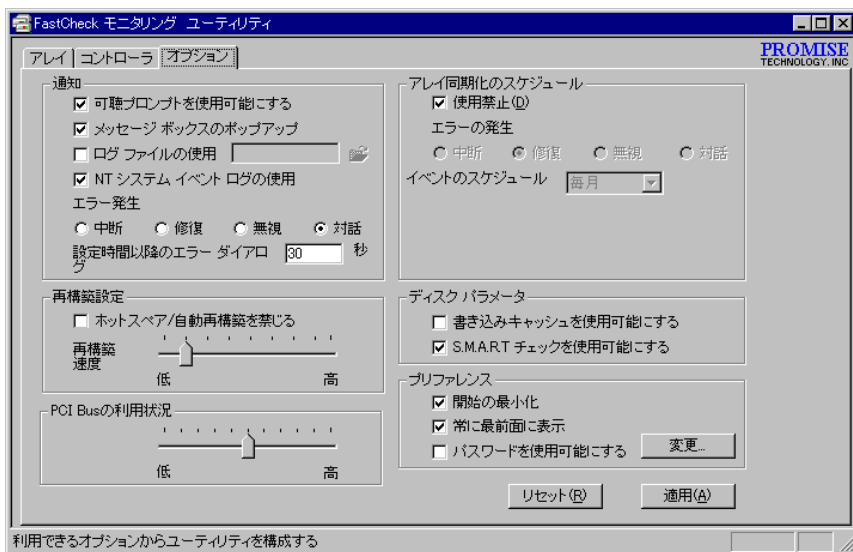 FastCheck モニタリング ユーティリティ
アレイ コントローラ オプション
PROMISE
TECHNOLOGY, INC
通知
可聴プロンプトを使用可能にする
メッセージ ボックスのポップアップ
ログ ファイルの使用
NT システム イベント ログの使用
エラー発生
中断 修復 無視 対話
設定時間以降のエラー ダイアロ
グ
30 秒
再構築設定
ホットスペア/自動再構築を禁じる
再構築
速度
低 高
PCI Busの利用状況
低 高
アレイ同期化のスケジュール
使用禁止(D)
エラーの発生
中断 修復 無視 対話
イベントのスケジュール 毎月
ディスク パラメータ
書き込みキャッシュを使用可能にする
S.M.A.R.T チェックを使用可能にする
プリファレンス
開始の最小化
常に最前面に表示
パスワードを使用可能にする 変更...
リセット(R) 適用(A)
利用できるオプションからユーティリティを構成する